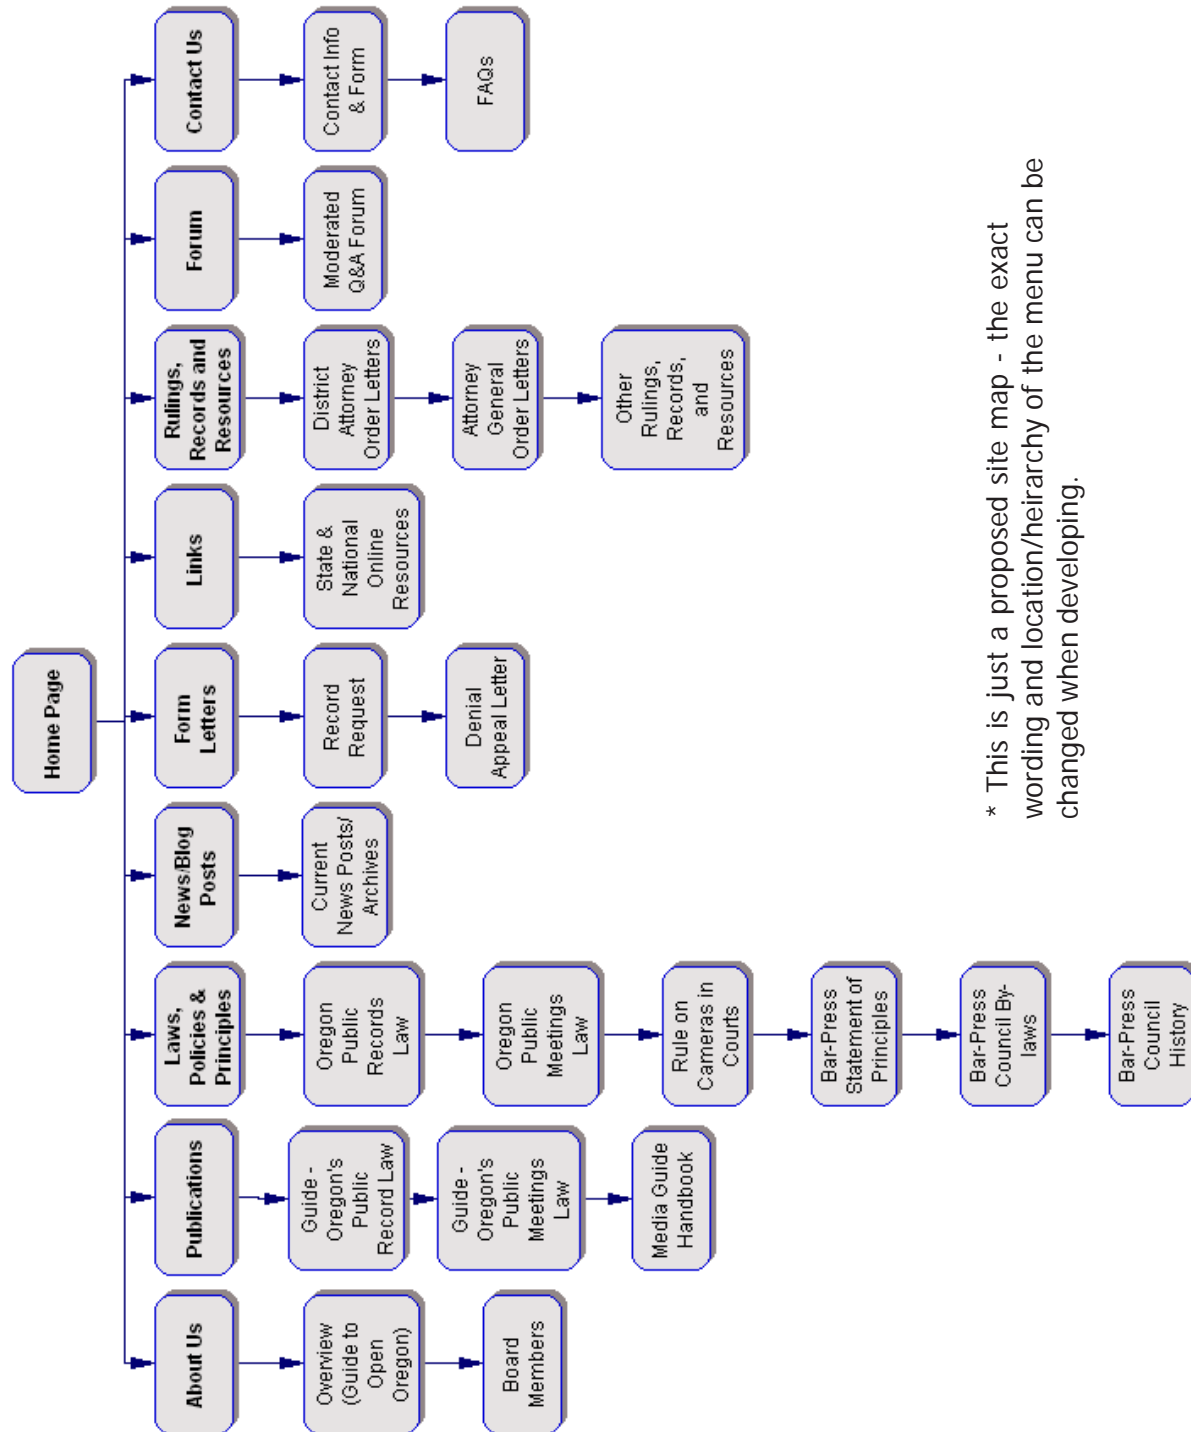 Home Page
About Us
Overview
(Guide to
Open
Oregon)
Board
Members
Publications
Guide -
Oregon's
Public
Record Law
Guide -
Oregon's
Public
Meetings
Law
Media Guide
Handbook
Laws,
Policies &
Principles
Oregon
Public
Records
Law
Oregon
Public
Meetings
Law
Rule on
Cameras in
Courts
Bar-Press
Statement of
Principles
Bar-Press
Council By-
laws
Bar-Press
Council
History
News/Blog
Posts
Current
News Posts/
Archives
Form
Letters
Record
Request
Denial
Appeal Letter
Links
State &
National
Online
Resources
Rulings,
Records and
Resources
District
Attorney
Order Letters
Attorney
General
Order Letters
Other
Rulings,
Records,
and
Resources
Forum
Moderated
Q&A Forum
Contact Us
Contact Info
& Form
FAQs
* This is just a proposed site map - the exact
wording and location/heirarchy of the menu can be
changed when developing.